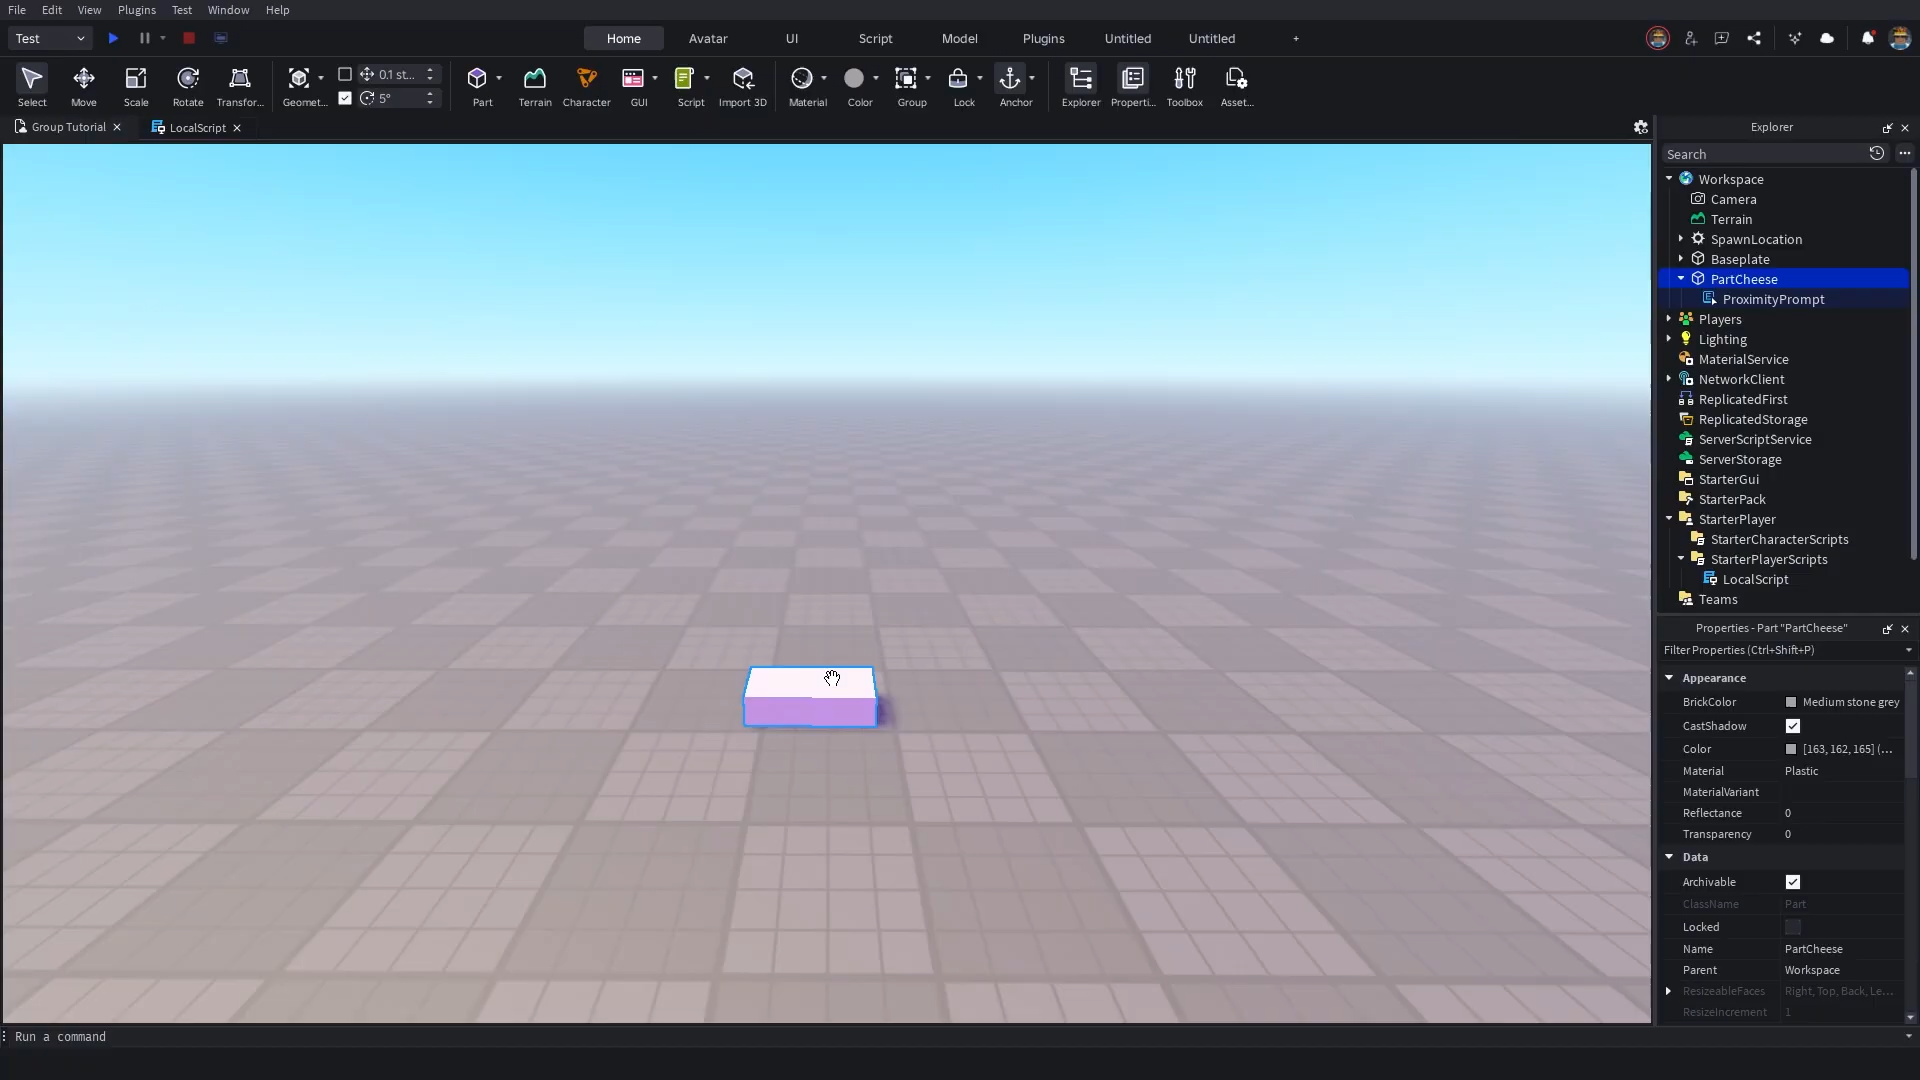 File Edit View Plugins Test Window Help
Test Home Avatar UI Script Model Plugins Untitled Untitled +
0.1 st...
5°
Select Move Scale Rotate Transfor... Geomet... Part Terrain Character GUI Script Import 3D Material Color Group Lock Anchor Explorer Properti... Toolbox Asset...
Group Tutorial LocalScript
Explorer
Search
Workspace
Camera
Terrain
SpawnLocation
Baseplate
PartCheese
ProximityPrompt
Players
Lighting
MaterialService
NetworkClient
ReplicatedFirst
ReplicatedStorage
ServerScriptService
ServerStorage
StarterGui
StarterPack
StarterPlayer
StarterCharacterScripts
StarterPlayerScripts
LocalScript
Teams
Properties - Part "PartCheese"
Filter Properties (Ctrl+Shift+P)
Appearance
BrickColor Medium stone grey
CastShadow
Color [163, 162, 165] (...
Material Plastic
MaterialVariant
Reflectance 0
Transparency 0
Data
Archivable
ClassName Part
Locked
Name PartCheese
Parent Workspace
ResizeableFaces Right, Top, Back, Le...
ResizeIncrement 1
Run a command